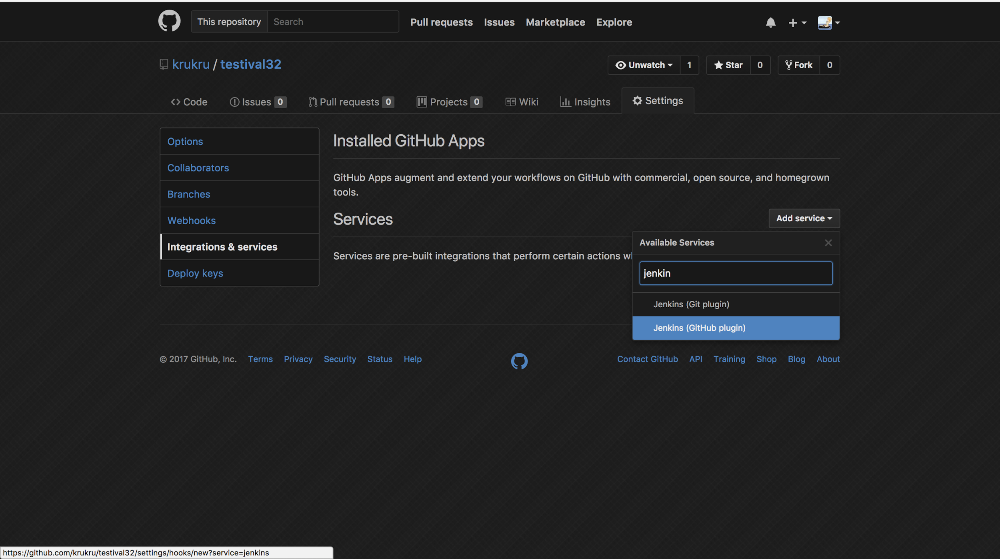 This repository Search Pull requests Issues Marketplace Explore
krukru / testival32 Unwatch 1 Star 0 Fork 0
Code Issues 0 Pull requests 0 Projects 0 Wiki Insights Settings
Options
Collaborators
Branches
Webhooks
Integrations & services
Deploy keys
Installed GitHub Apps
GitHub Apps augment and extend your workflows on GitHub with commercial, open source, and homegrown
tools.
Services Add service
Services are pre-built integrations that perform certain actions
Available Services
jenkin
Jenkins (Git plugin)
Jenkins (GitHub plugin)
© 2017 GitHub, Inc. Terms Privacy Security Status Help Contact GitHub API Training Shop Blog About
https://github.com/krukru/testival32/settings/hooks/new?service=jenkins